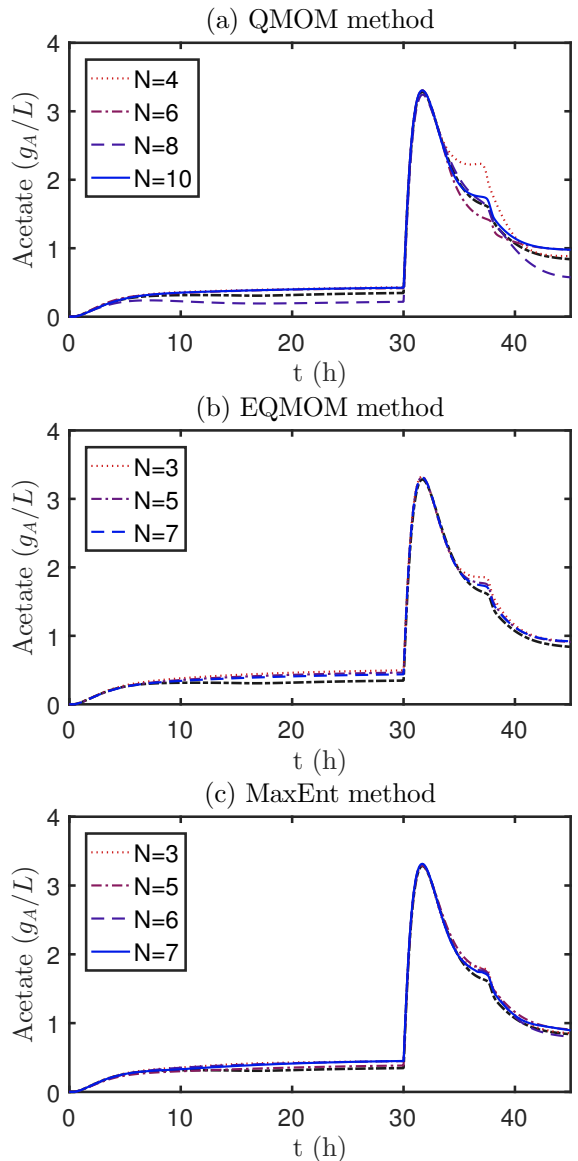 (a) QMOM method
4
3
2
1
0
Acetate (g_A/L)
N=4
N=6
N=8
N=10
0 10 20 30 40
t (h)
(b) EQMOM method
4
3
2
1
0
Acetate (g_A/L)
N=3
N=5
N=7
0 10 20 30 40
t (h)
(c) MaxEnt method
4
3
2
1
0
Acetate (g_A/L)
N=3
N=5
N=6
N=7
0 10 20 30 40
t (h)